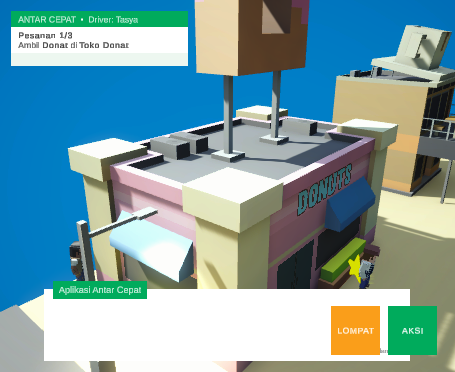 ANTAR CEPAT • Driver: Tasya
Pesanan 1/3
Ambil Donat di Toko Donat
DONUTS
Aplikasi Antar Cepat
LOMPAT
AKSI